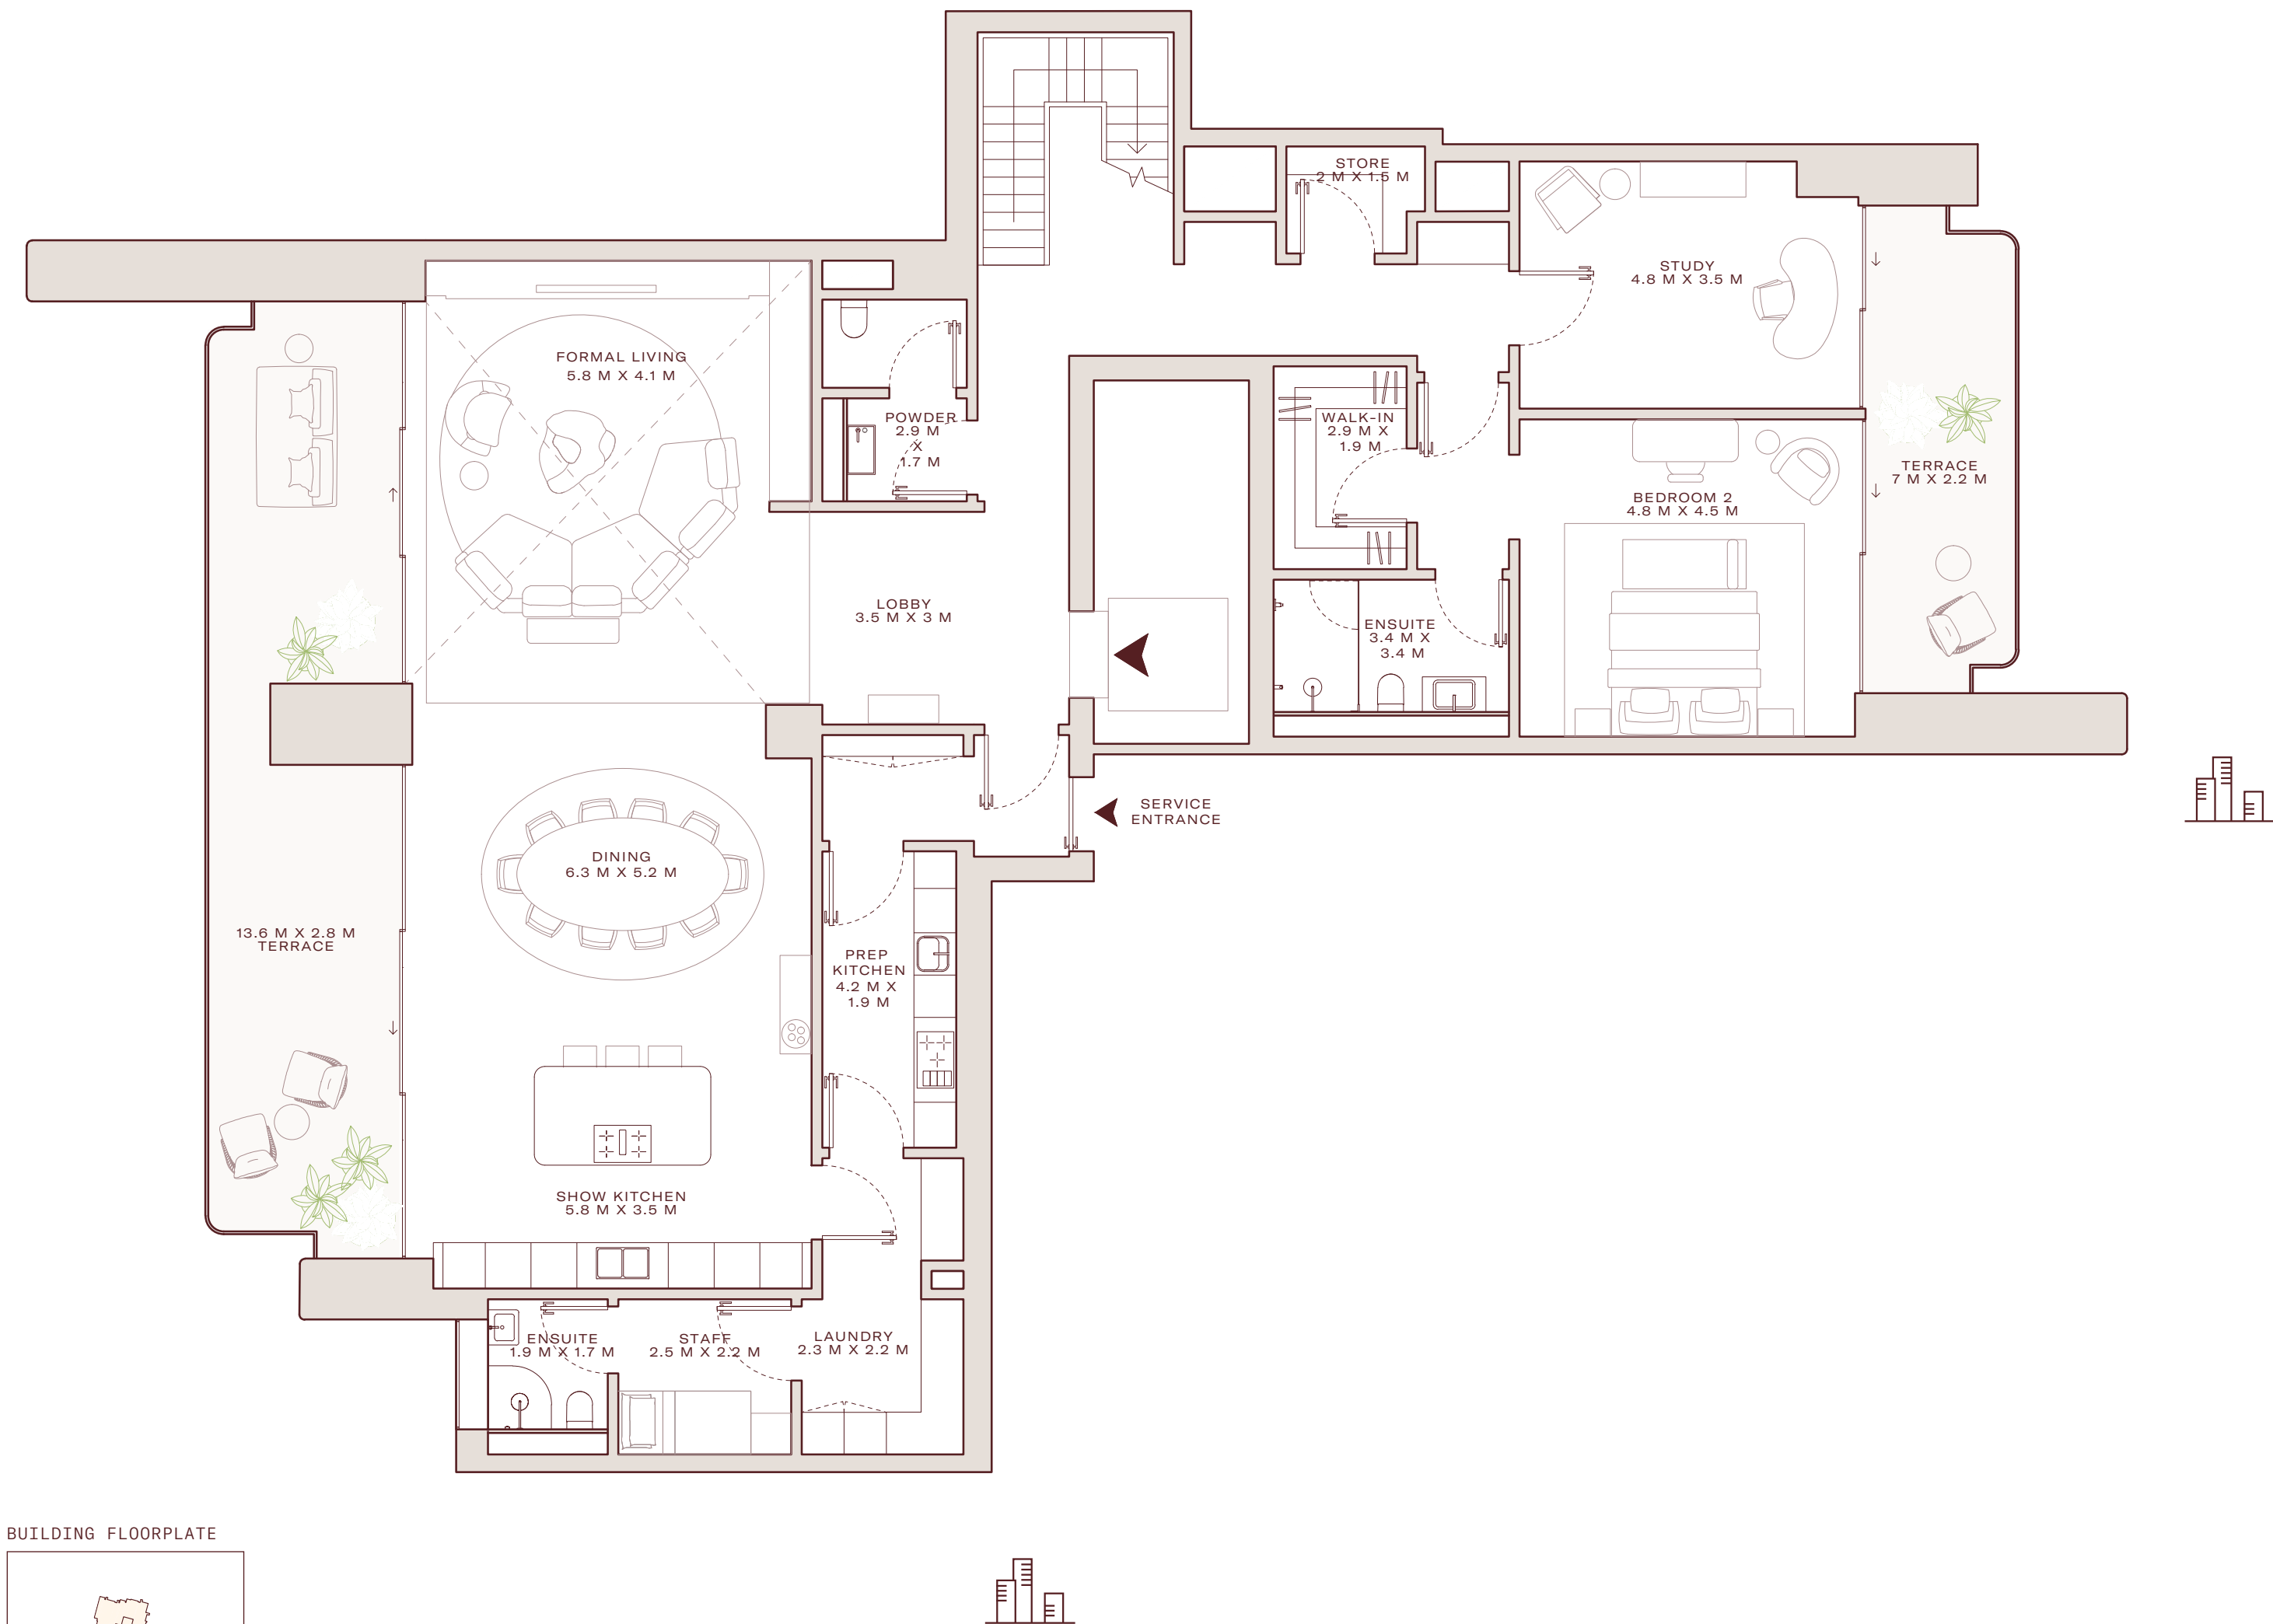 STORE
2 M X 1.5 M
STUDY
4.8 M X 3.5 M
FORMAL LIVING
5.8 M X 4.1 M
POWDER
2.9 M
X
1.7 M
WALK-IN
2.9 M X
1.9 M
TERRACE
7 M X 2.2 M
BEDROOM 2
4.8 M X 4.5 M
LOBBY
3.5 M X 3 M
ENSUITE
3.4 M X
3.4 M
SERVICE
ENTRANCE
DINING
6.3 M X 5.2 M
13.6 M X 2.8 M
TERRACE
PREP
KITCHEN
4.2 M X
1.9 M
SHOW KITCHEN
5.8 M X 3.5 M
ENSUITE
1.9 M X 1.7 M
STAFF
2.5 M X 2.2 M
LAUNDRY
2.3 M X 2.2 M
BUILDING FLOORPLATE